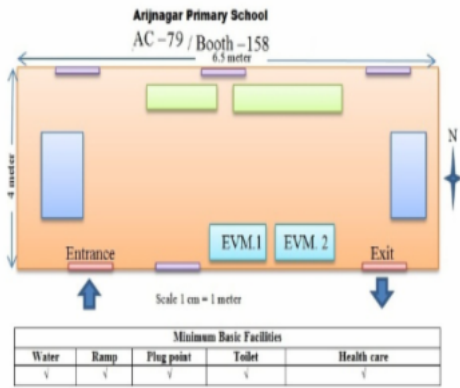 Arijnagar Primary School
AC –79 / Booth –158
6.5 meter
4 meter
N
EVM.1 EVM. 2
Entrance Exit
Scale 1 cm = 1 meter
Minimum Basic Facilities
Water Ramp Plug point Toilet Health care
√ √ √ √ √